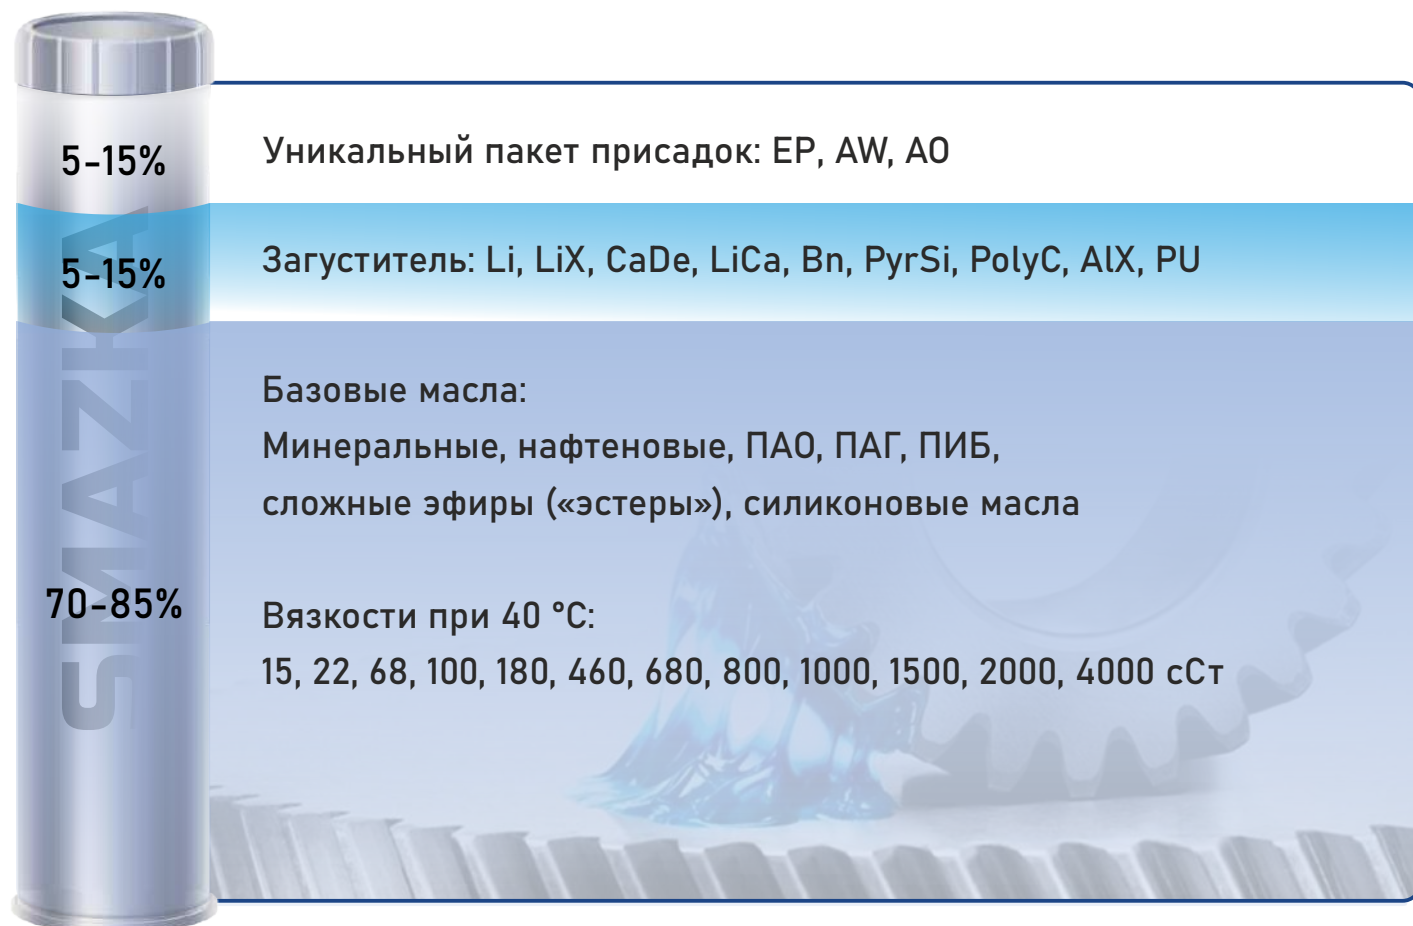 5-15%
Уникальный пакет присадок: EP, AW, AO
5-15%
Загуститель: Li, LiX, CaDe, LiCa, Bn, PyrSi, PolyC, AlX, PU
Базовые масла:
Минеральные, нафтеновые, ПАО, ПАГ, ПИБ,
сложные эфиры («эстеры»), силиконовые масла
70-85%
Вязкости при 40 °C:
15, 22, 68, 100, 180, 460, 680, 800, 1000, 1500, 2000, 4000 сСт
SMAZKA